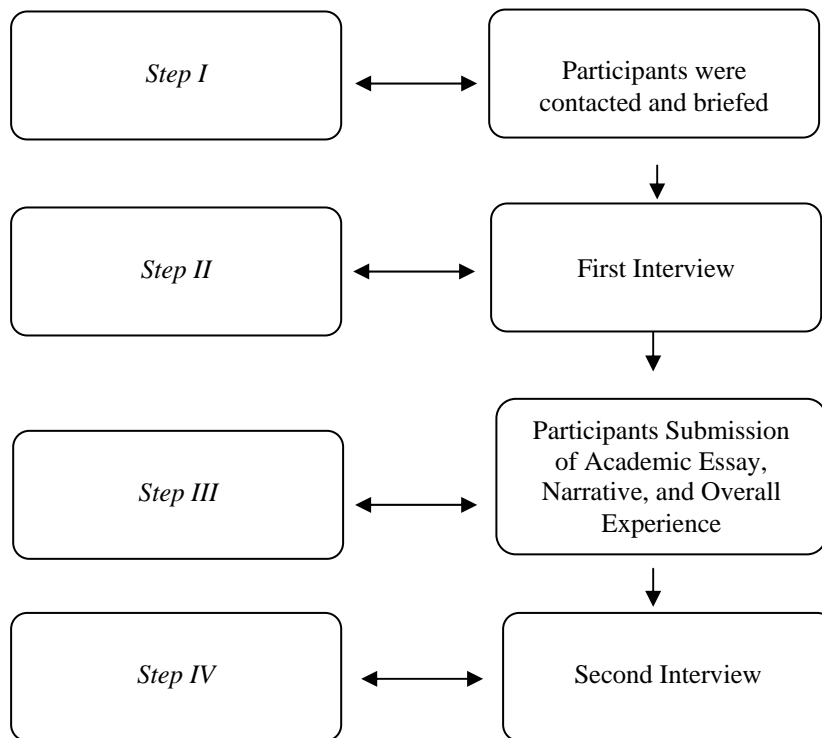 Step I
Participants were
contacted and briefed
Step II
First Interview
Step III
Participants Submission
of Academic Essay,
Narrative, and Overall
Experience
Step IV
Second Interview